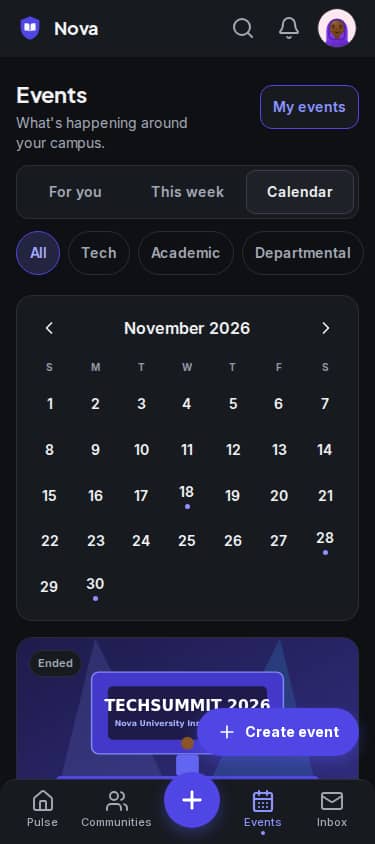 Nova
Events
My events
What's happening around
your campus.
For you This week Calendar
All Tech Academic Departmental
November 2026
S M T W T F S
1 2 3 4 5 6 7
8 9 10 11 12 13 14
15 16 17 18 19 20 21
22 23 24 25 26 27 28
29 30
Ended
TECHSUMMIT 2026
Nova University
Create event
Pulse Communities Events Inbox